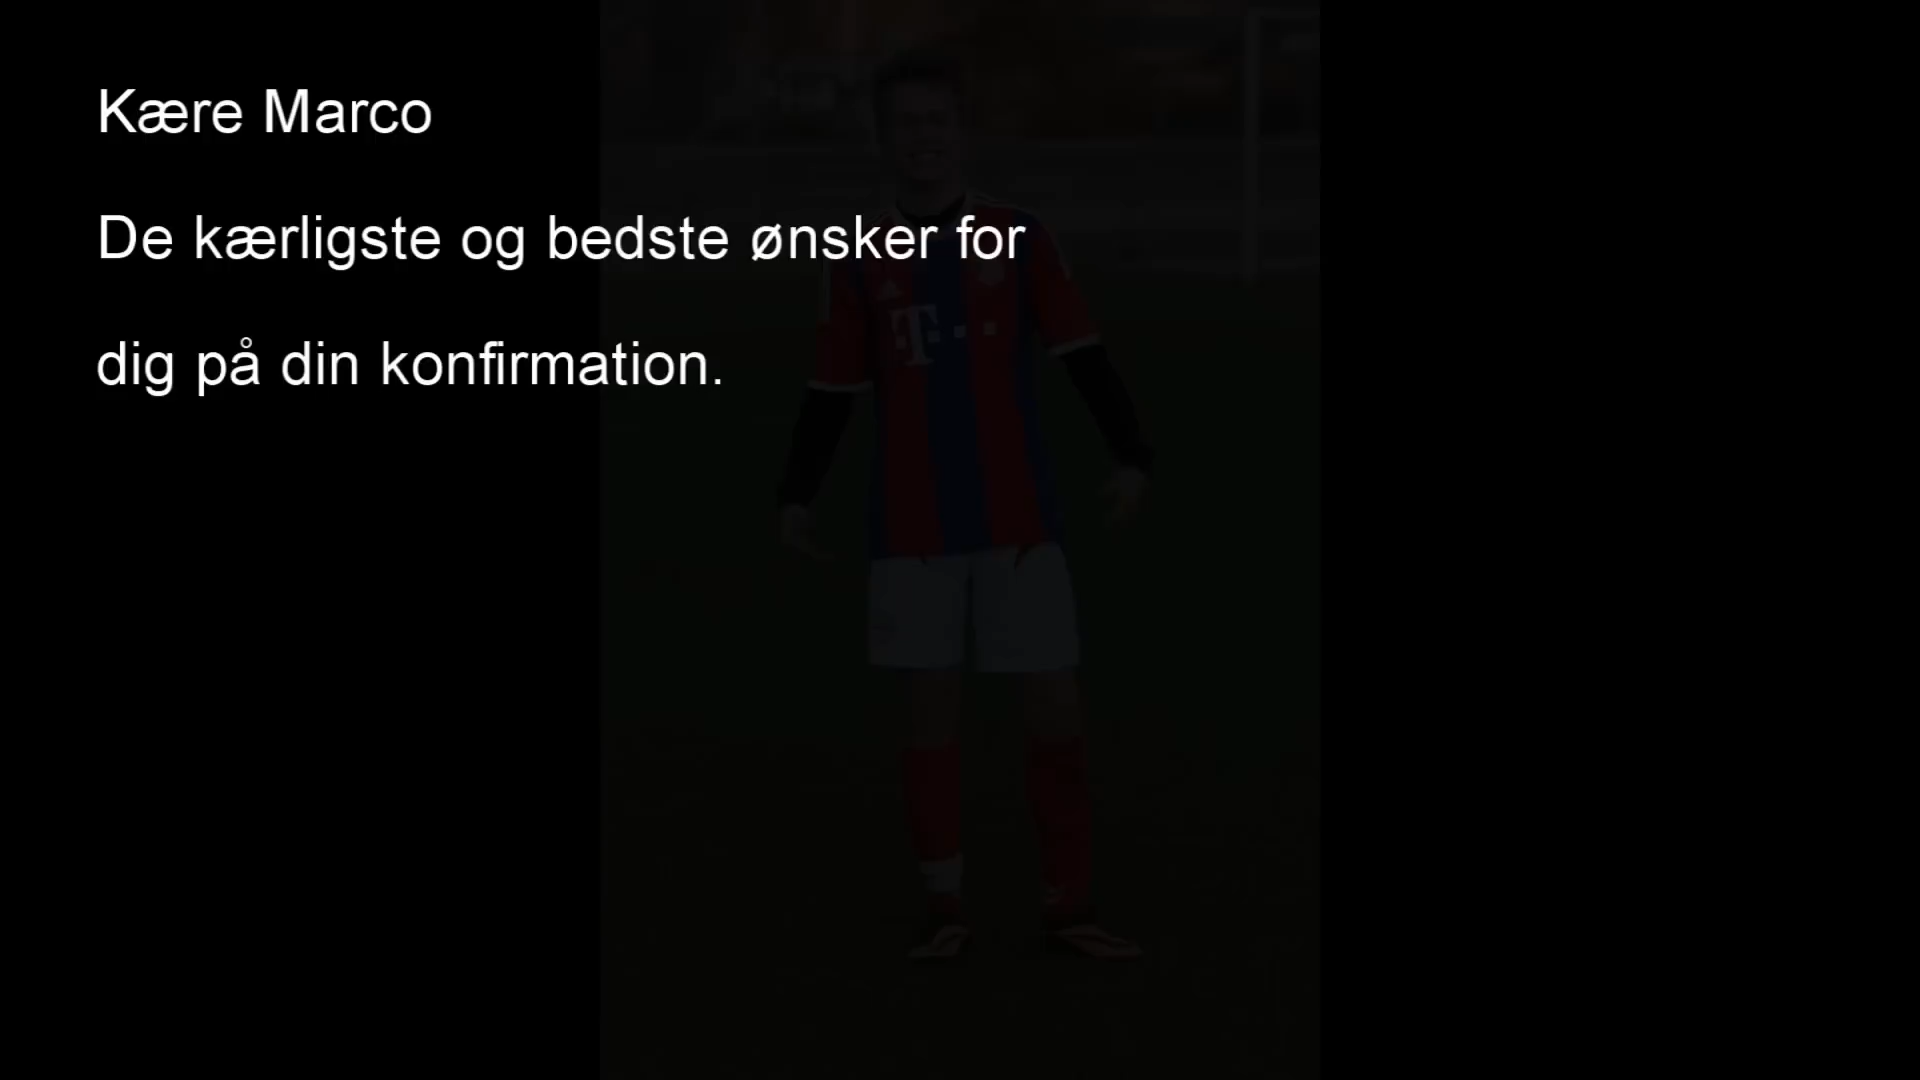 Kære Marco
De kærligste og bedste ønsker for
dig på din konfirmation.
T